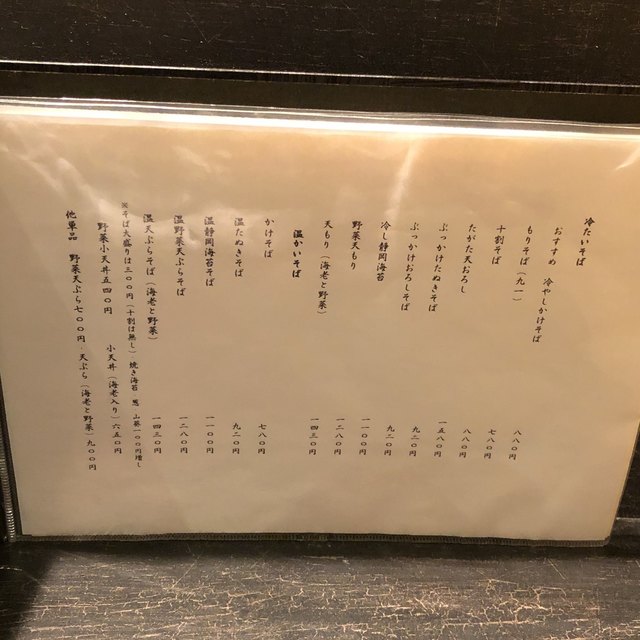 冷たいそば
おすすめ 冷やしかけそば 八八〇円
もりそば(九一) 七八〇円
十割そば 八八〇円
たがた天おろし 一五八〇円
ぶっかけたぬきそば 九二〇円
ぶっかけおろしそば 九二〇円
冷し静岡海苔 一一〇〇円
野菜天もり 一二八〇円
天もり(海老と野菜) 一四三〇円
温かいそば
かけそば 七八〇円
温たぬきそば 九二〇円
温静岡海苔そば 一一〇〇円
温野菜天ぷらそば 一二八〇円
温天ぷらそば(海老と野菜) 一四三〇円
※そば大盛りは三〇〇円(十割は無し)・焼き海苔 葱 山葵一〇〇円増し
野菜小天丼五四〇円 小天丼(海老入り)六五〇円
他単品 野菜天ぷら七〇〇円・天ぷら(海老と野菜)九〇〇円